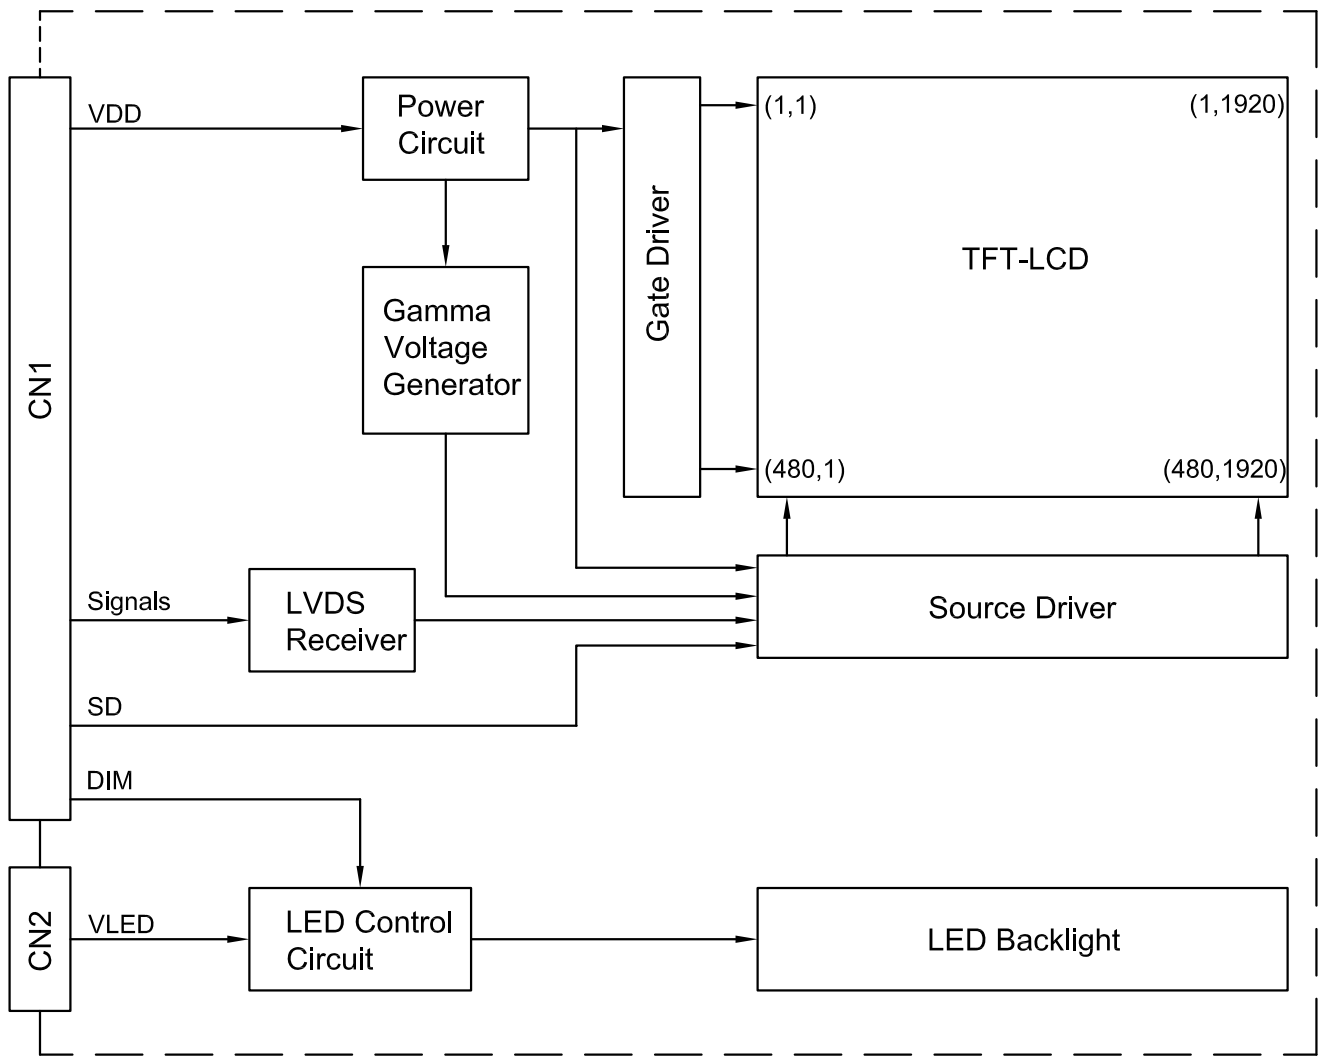 VDD
Power
Circuit
(1,1)
(1,1920)
Gate Driver
TFT-LCD
Gamma
Voltage
Generator
CN1
(480,1)
(480,1920)
Signals
LVDS
Receiver
Source Driver
SD
DIM
CN2
VLED
LED Control
Circuit
LED Backlight